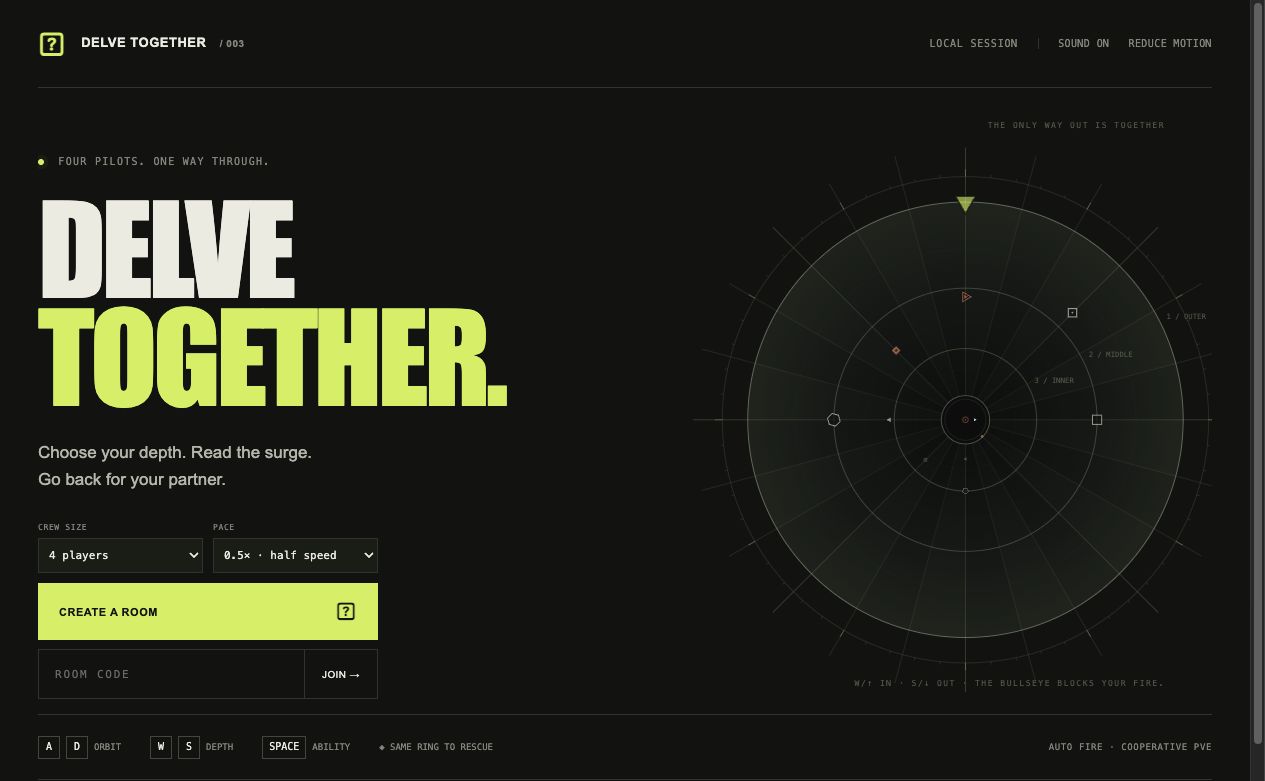 DELVE TOGETHER / 003
LOCAL SESSION
SOUND ON
REDUCE MOTION
THE ONLY WAY OUT IS TOGETHER
FOUR PILOTS. ONE WAY THROUGH.
DELVE
TOGETHER.
Choose your depth. Read the surge.
Go back for your partner.
CREW SIZE
PACE
4 players
0.5× · half speed
CREATE A ROOM
ROOM CODE
JOIN →
1 / OUTER
2 / MIDDLE
3 / INNER
W/↑ IN · S/↓ OUT · THE BULLSEYE BLOCKS YOUR FIRE.
A D ORBIT
W S DEPTH
SPACE ABILITY
◆ SAME RING TO RESCUE
AUTO FIRE · COOPERATIVE PVE